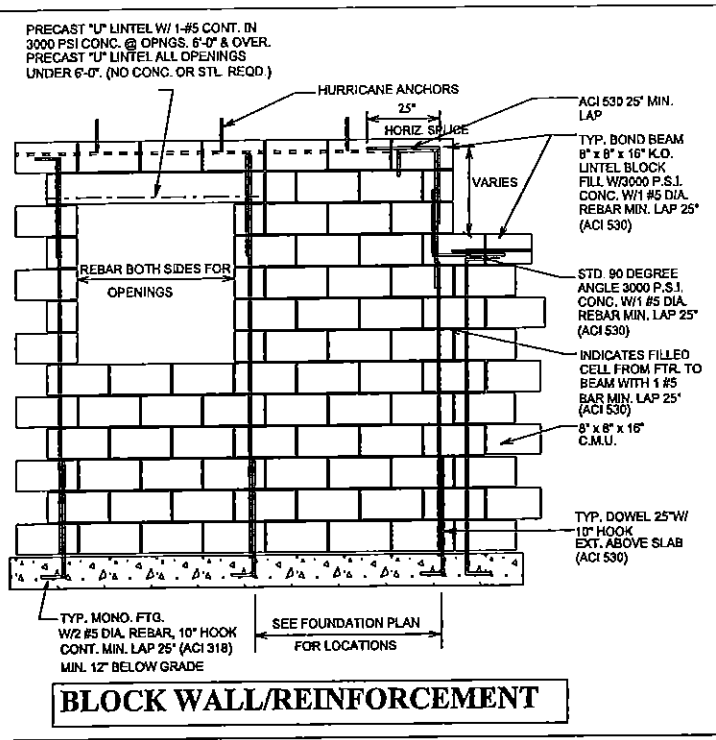 PRECAST "U" LINTEL W/ 1-#5 CONT. IN
3000 PSI CONC. @ OPNGS. 6'-0" & OVER.
PRECAST "U" LINTEL ALL OPENINGS
UNDER 6'-0". (NO CONC. OR STL. REQD.)
HURRICANE ANCHORS
25"
HORIZ. SPLICE
ACI 530 25" MIN.
LAP
TYP. BOND BEAM
8" x 8" x 16" K.O.
LINTEL BLOCK
FILL W/3000 P.S.I.
CONC. W/1 #5 DIA.
REBAR MIN. LAP 25"
(ACI 530)
VARIES
REBAR BOTH SIDES FOR
OPENINGS
STD. 90 DEGREE
ANGLE 3000 P.S.I.
CONC. W/1 #5 DIA.
REBAR MIN. LAP 25"
(ACI 530)
INDICATES FILLED
CELL FROM FTR. TO
BEAM WITH 1 #5
BAR MIN. LAP 25"
(ACI 530)
8" x 8" x 16"
C.M.U.
TYP. DOWEL 25"W/
10" HOOK
EXT. ABOVE SLAB
(ACI 530)
TYP. MONO. FTG.
W/2 #5 DIA. REBAR, 10" HOOK
CONT. MIN. LAP 25" (ACI 318)
MIN. 12" BELOW GRADE
SEE FOUNDATION PLAN
FOR LOCATIONS
BLOCK WALL/REINFORCEMENT